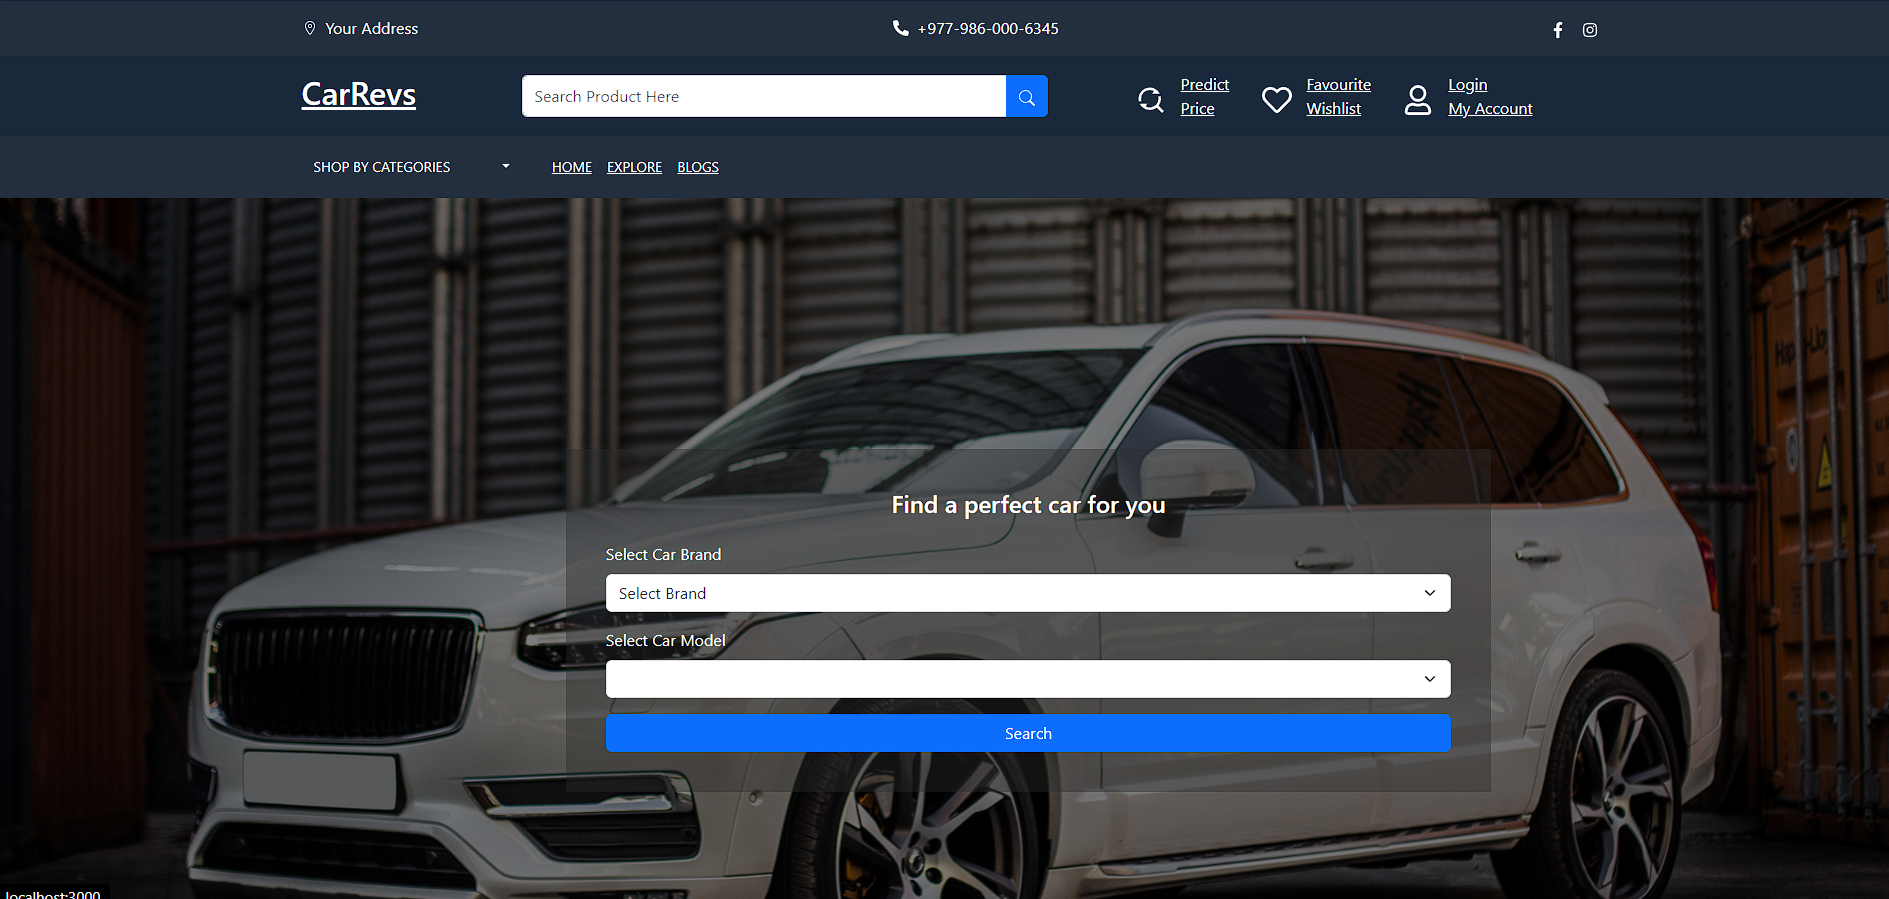 Your Address
+977-986-000-6345
CarRevs
Search Product Here
Predict
Price
Favourite
Wishlist
Login
My Account
SHOP BY CATEGORIES
HOME EXPLORE BLOGS
Find a perfect car for you
Select Car Brand
Select Brand
Select Car Model
Search
localhost:3000